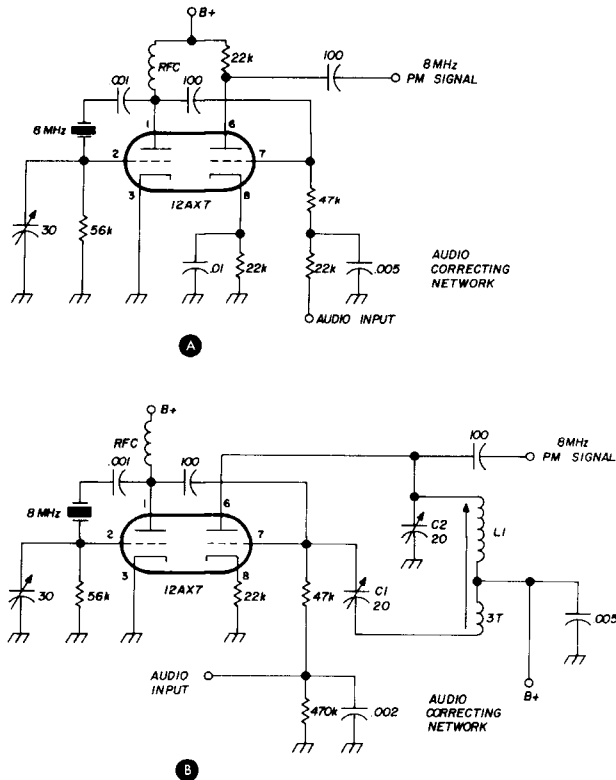 B+
RFC
22k
100
8 MHz
PM SIGNAL
.001
100
8 MHz
1
6
2
7
3
8
12AX7
47k
30
56k
.01
22k
22k
.005
AUDIO
CORRECTING
NETWORK
AUDIO INPUT
A
B+
RFC
100
8MHz
PM SIGNAL
.001
100
1
6
8 MHz
C2
20
L1
2
7
3
8
12AX7
30
56k
22k
47k
C1
20
3T
.005
AUDIO
INPUT
B+
470k
.002
AUDIO
CORRECTING
NETWORK
B